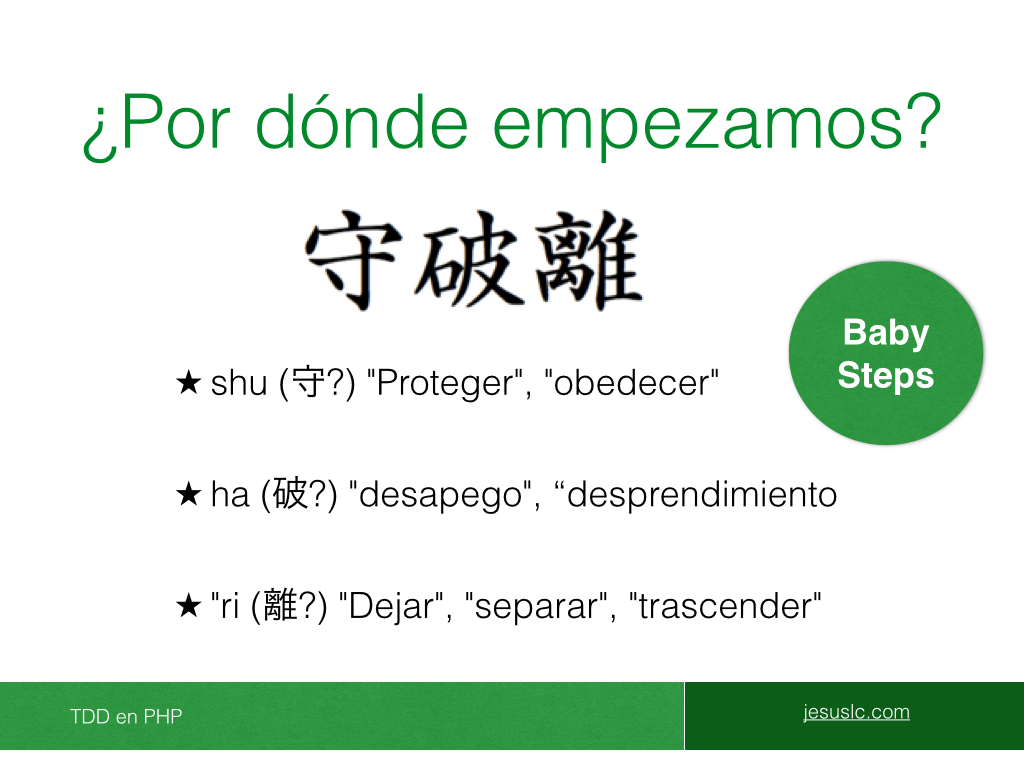 ¿Por dónde empezamos?
守破離
Baby
Steps
★ shu (守?) "Proteger", "obedecer"
★ ha (破?) "desapego", “desprendimiento
★ "ri (離?) "Dejar", "separar", "trascender"
TDD en PHP
jesuslc.com